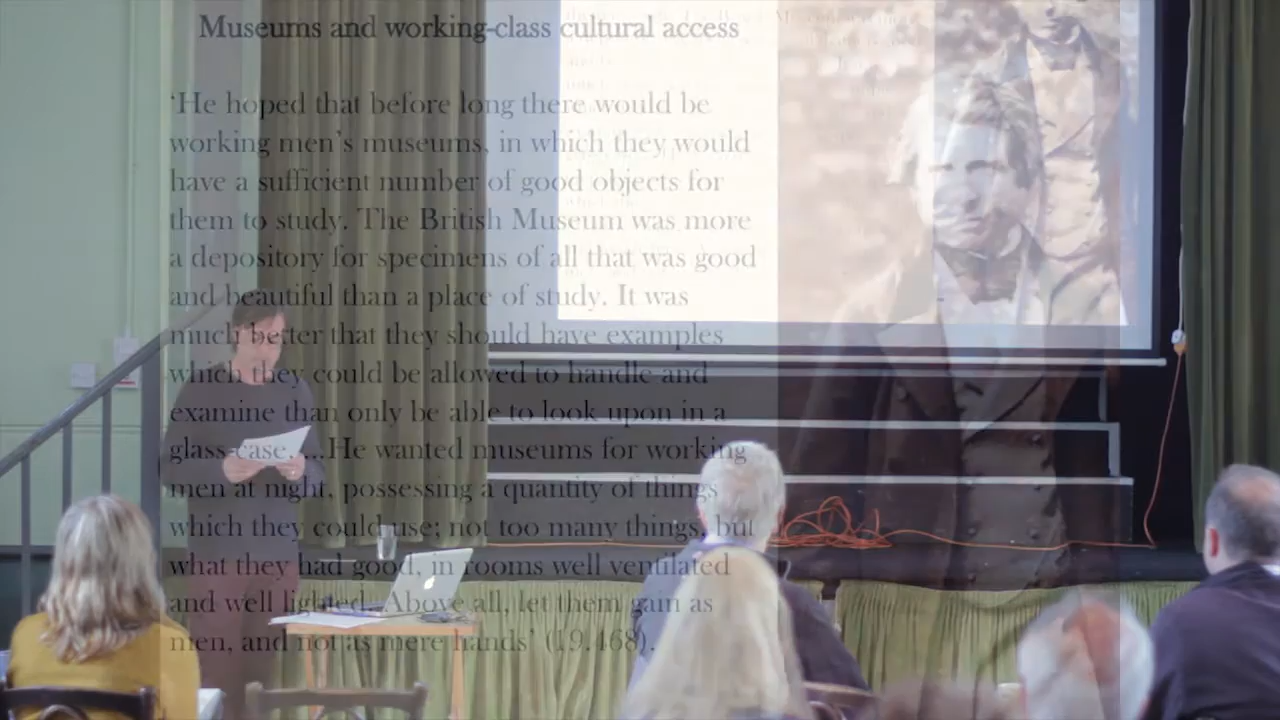 Museums and working-class cultural access
‘He hoped that before long there would be
working men’s museums, in which they would
have a sufficient number of good objects for
them to study. The British Museum was more
a depository for specimens of all that was good
and beautiful than a place of study. It was
much better that they should have examples
which they could be allowed to handle and
examine than only be able to look upon in a
glass-case. ...He wanted museums for working
men at night, possessing a quantity of things
which they could use; not too many things, but
what they had good, in rooms well ventilated
and well lighted. Above all, let them gain as
men, and not as mere hands’ (19.468).